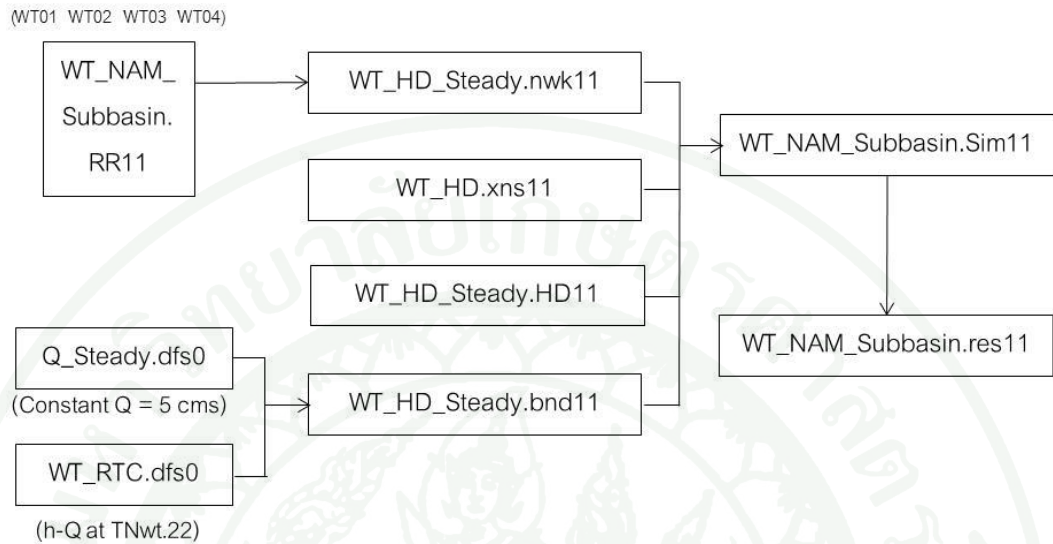 (WT01 WT02 WT03 WT04)
WT_NAM_
Subbasin.
RR11
WT_HD_Steady.nwk11
WT_HD.xns11
WT_HD_Steady.HD11
WT_HD_Steady.bnd11
Q_Steady.dfs0
(Constant Q = 5 cms)
WT_RTC.dfs0
(h-Q at TNwt.22)
WT_NAM_Subbasin.Sim11
WT_NAM_Subbasin.res11